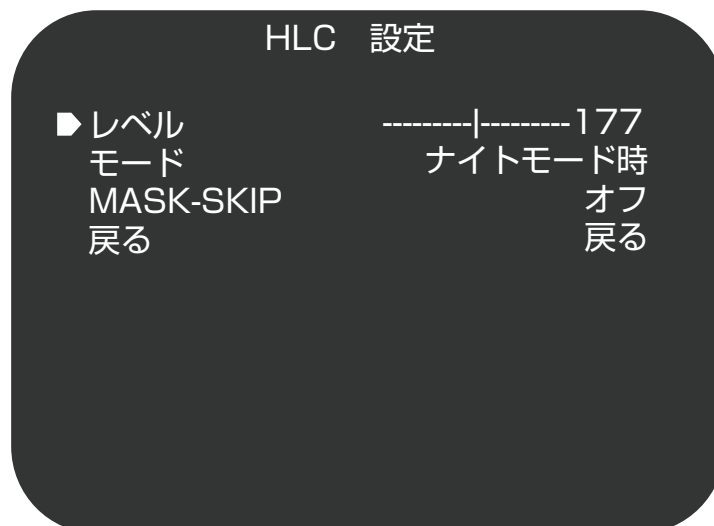 HLC　設定
レベル ---------|---------177
モード ナイトモード時
MASK-SKIP オフ
戻る 戻る